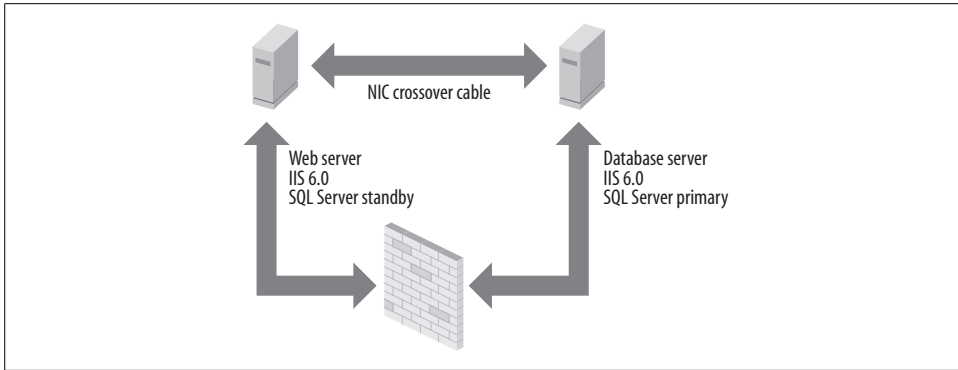 NIC crossover cable
Web server
IIS 6.0
SQL Server standby
Database server
IIS 6.0
SQL Server primary